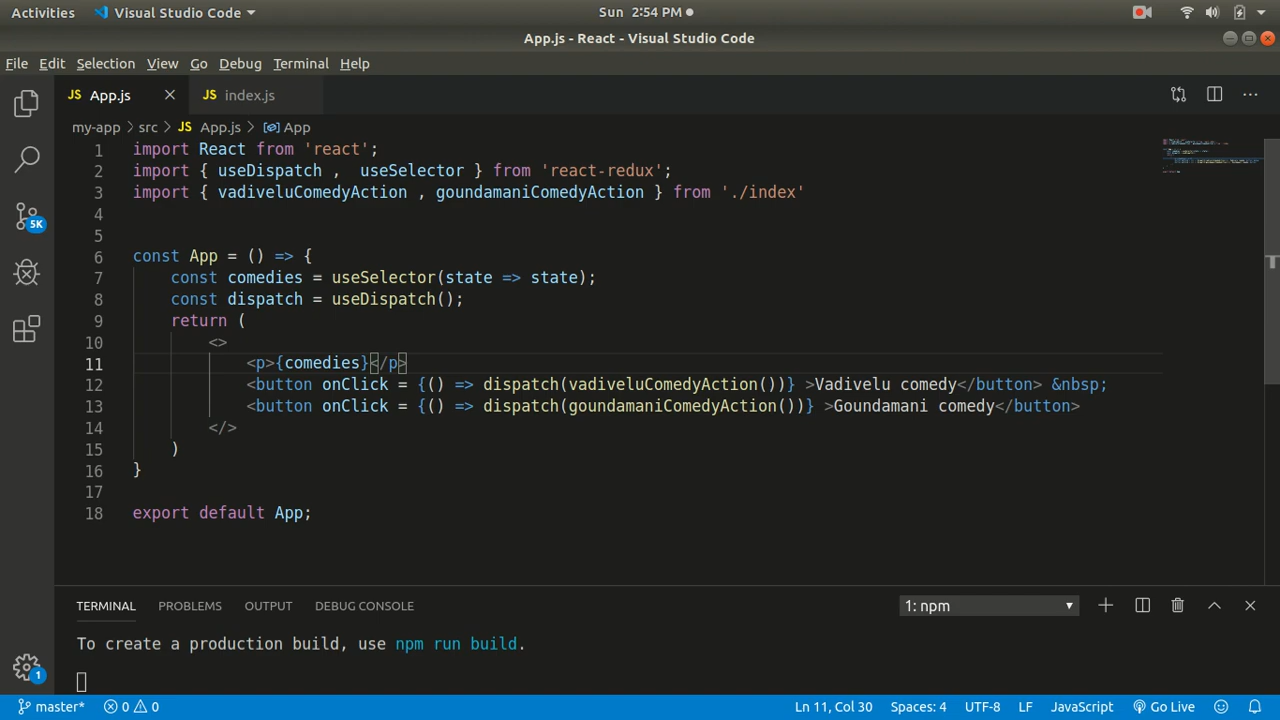 Activities Visual Studio Code Sun 2:54 PM
App.js - React - Visual Studio Code
File Edit Selection View Go Debug Terminal Help
JS App.js JS index.js
my-app src JS App.js App
1 import React from 'react';
2 import { useDispatch , useSelector } from 'react-redux';
3 import { vadiveluComedyAction , goundamaniComedyAction } from './index'
4
5
6 const App = () => {
7 const comedies = useSelector(state => state);
8 const dispatch = useDispatch();
9 return (
10 <>
11 <p>{comedies}</p>
12 <button onClick = {() => dispatch(vadiveluComedyAction())} >Vadivelu comedy</button> &nbsp;
13 <button onClick = {() => dispatch(goundamaniComedyAction())} >Goundamani comedy</button>
14 </>
15 )
16 }
17
18 export default App;
5K
TERMINAL PROBLEMS OUTPUT DEBUG CONSOLE 1: npm
To create a production build, use npm run build.
1
master* 0 0 Ln 11, Col 30 Spaces: 4 UTF-8 LF JavaScript Go Live